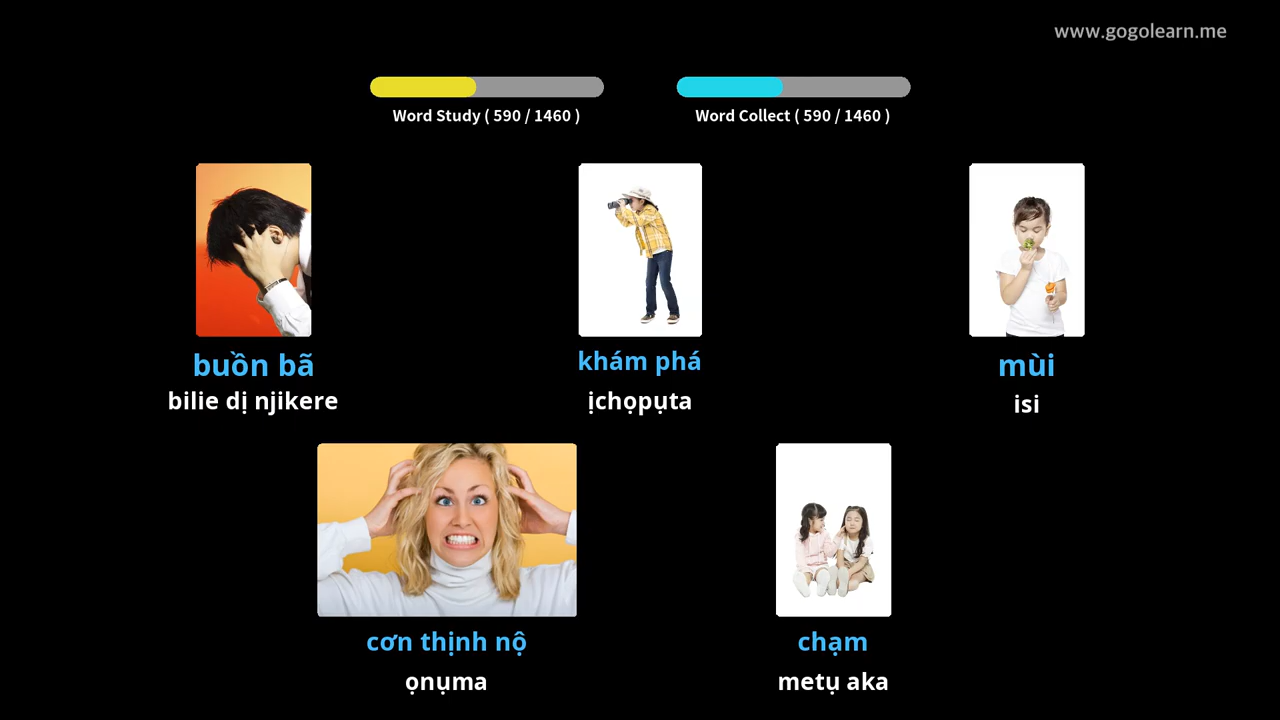 www.gogolearn.me
Word Study ( 590 / 1460 )
Word Collect ( 590 / 1460 )
buồn bã
bilie dị njikere
khám phá
ịchọpụta
mùi
isi
cơn thịnh nộ
ọnụma
chạm
metụ aka